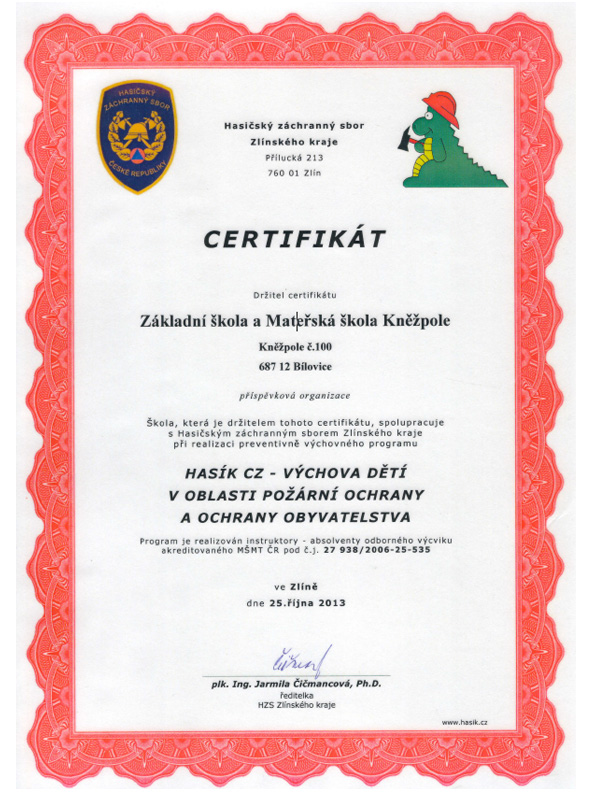 HASIČSKÝ
ZÁCHRANNÝ SBOR
ČESKÉ REPUBLIKY
Hasičský záchranný sbor
Zlínského kraje
Přílucká 213
760 01 Zlín
CERTIFIKÁT
Držitel certifikátu
Základní škola a Mateřská škola Kněžpole
Kněžpole č.100
687 12 Bílovice
příspěvková organizace
Škola, která je držitelem tohoto certifikátu, spolupracuje
s Hasičským záchranným sborem Zlínského kraje
při realizaci preventivně výchovného programu
HASÍK CZ - VÝCHOVA DĚTÍ
V OBLASTI POŽÁRNÍ OCHRANY
A OCHRANY OBYVATELSTVA
Program je realizován instruktory - absolventy odborného výcviku
akreditovaného MŠMT ČR pod č.j. 27 938/2006-25-535
ve Zlíně
dne 25.října 2013
plk. Ing. Jarmila Čičmancová, Ph.D.
ředitelka
HZS Zlínského kraje
www.hasik.cz